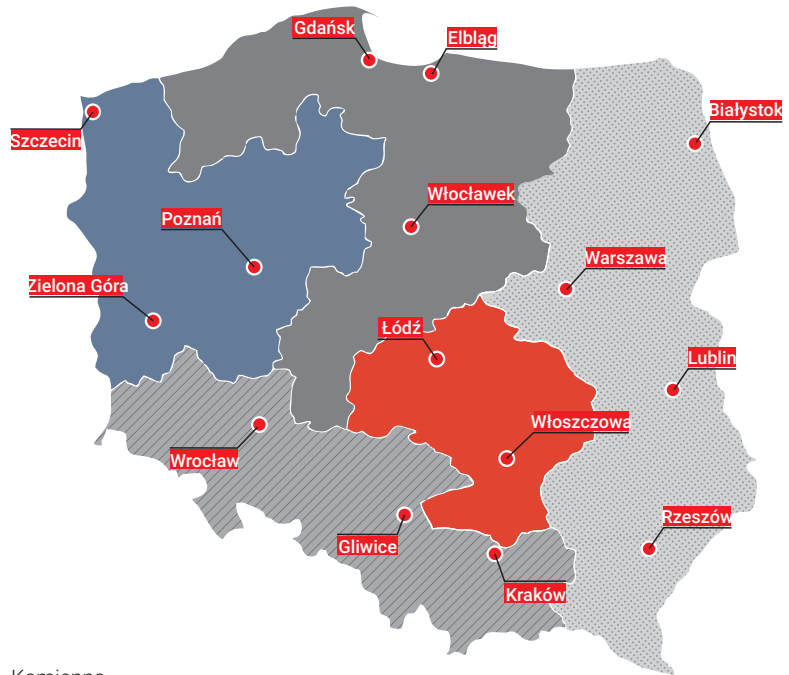 Gdańsk
Elbląg
Białystok
Szczecin
Włocławek
Poznań
Warszawa
Zielona Góra
Łódź
Lublin
Włoszczowa
Wrocław
Rzeszów
Gliwice
Kraków